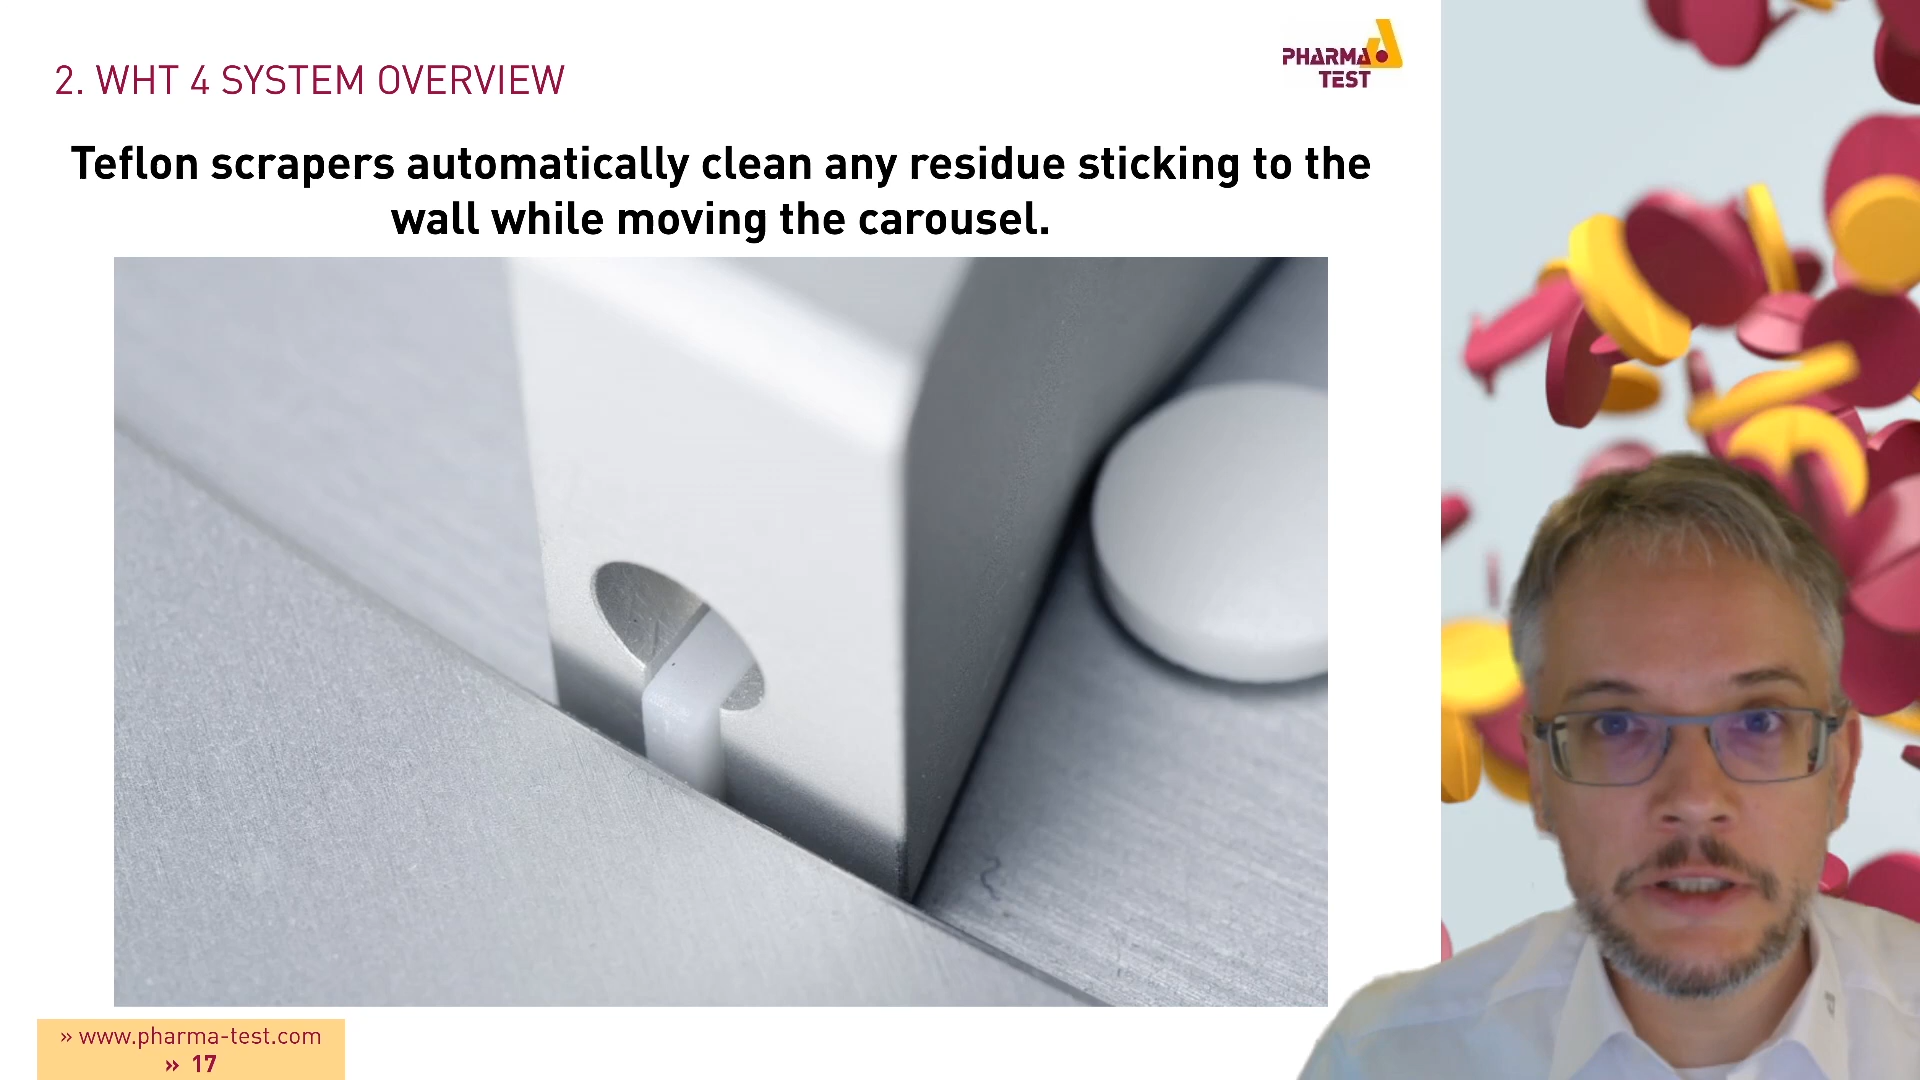 2. WHT 4 SYSTEM OVERVIEW
PHARMA
TEST
Teflon scrapers automatically clean any residue sticking to the
wall while moving the carousel.
» www.pharma-test.com
» 17